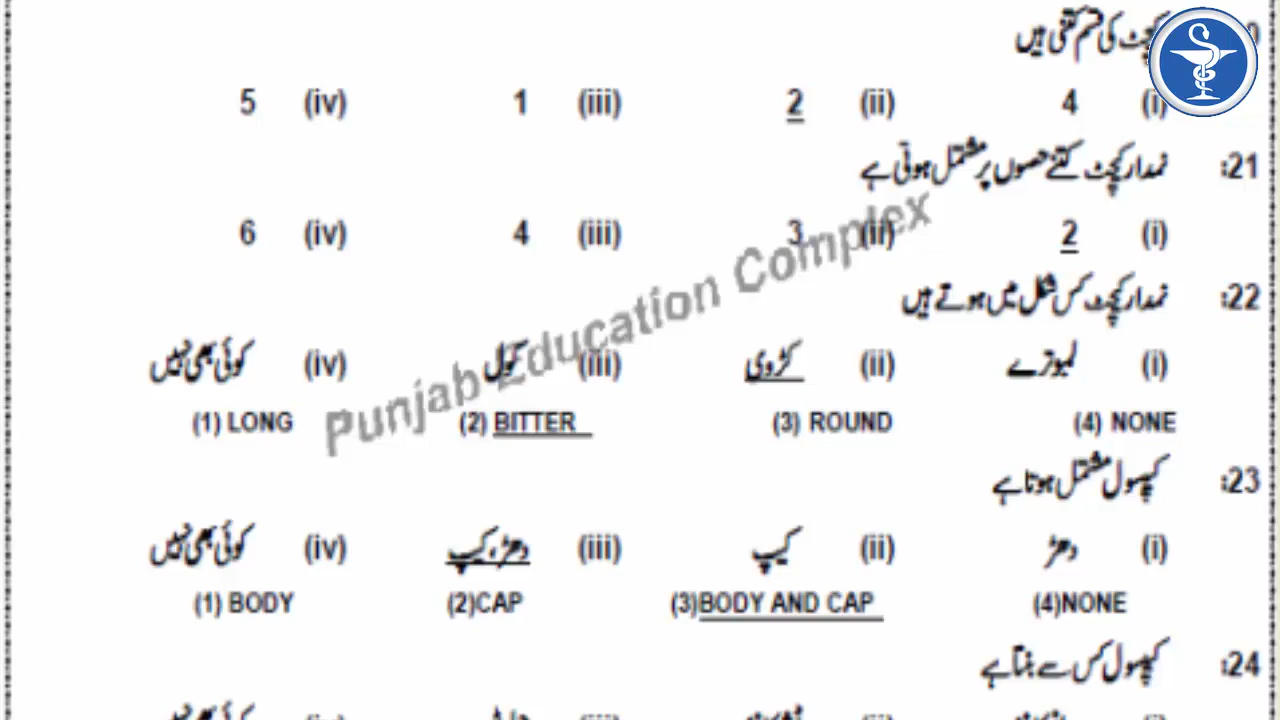 کی قسم کتنی ہیں
(i) 4 (ii) 2 (iii) 1 (iv) 5
21: نمدار کچٹ کتنے حصوں پر مشتمل ہوتی ہے
(i) 2 (ii) 3 (iii) 4 (iv) 6
22: نمدار کچٹ کس شکل میں ہوتے ہیں
(i) لمبوترے (ii) کڑوی (iii) گول (iv) کوئی بھی نہیں
(1) LONG (2) BITTER (3) ROUND (4) NONE
23: کیپسول مشتمل ہوتا ہے
(i) دھڑ (ii) کیپ (iii) دھڑ، کیپ (iv) کوئی بھی نہیں
(1) BODY (2)CAP (3)BODY AND CAP (4)NONE
24: کیپسول کس سے بنتا ہے
Punjab Education Complex